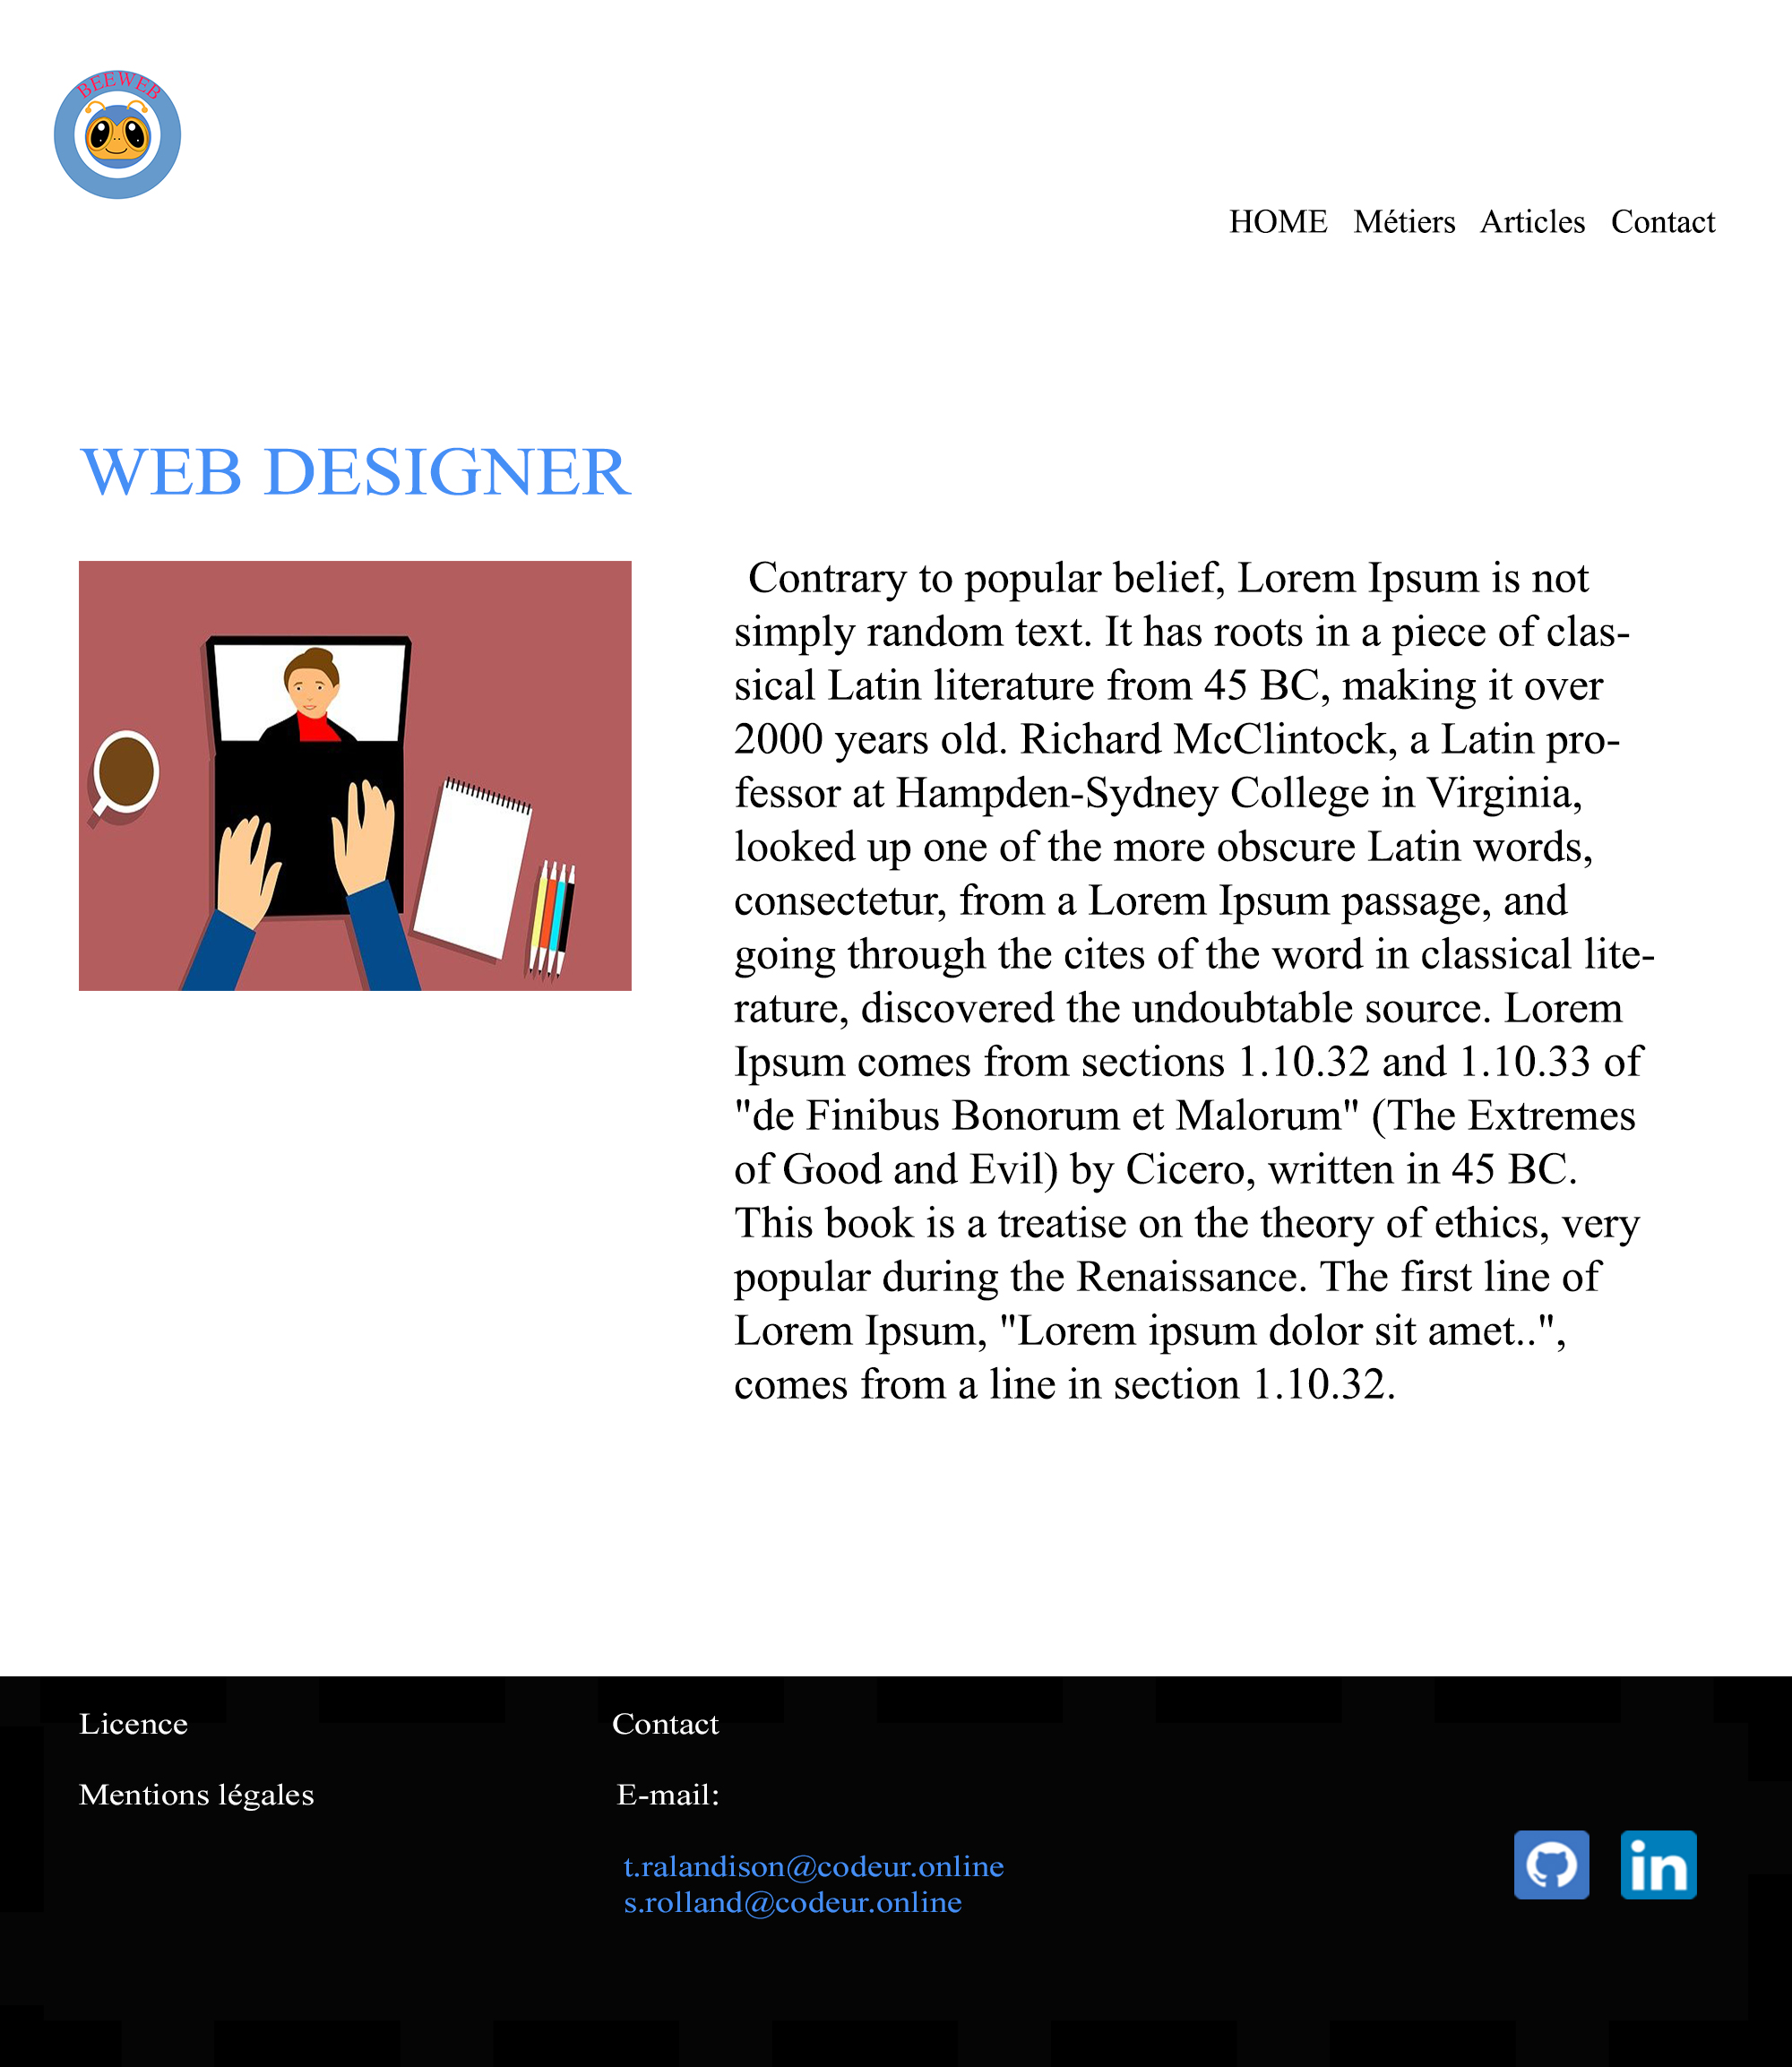 BEEWEB
HOME Métiers Articles Contact
WEB DESIGNER
Contrary to popular belief, Lorem Ipsum is not
simply random text. It has roots in a piece of clas-
sical Latin literature from 45 BC, making it over
2000 years old. Richard McClintock, a Latin pro-
fessor at Hampden-Sydney College in Virginia,
looked up one of the more obscure Latin words,
consectetur, from a Lorem Ipsum passage, and
going through the cites of the word in classical lite-
rature, discovered the undoubtable source. Lorem
Ipsum comes from sections 1.10.32 and 1.10.33 of
"de Finibus Bonorum et Malorum" (The Extremes
of Good and Evil) by Cicero, written in 45 BC.
This book is a treatise on the theory of ethics, very
popular during the Renaissance. The first line of
Lorem Ipsum, "Lorem ipsum dolor sit amet..",
comes from a line in section 1.10.32.
Licence
Mentions légales
Contact
E-mail:
t.ralandison@codeur.online
s.rolland@codeur.online
in